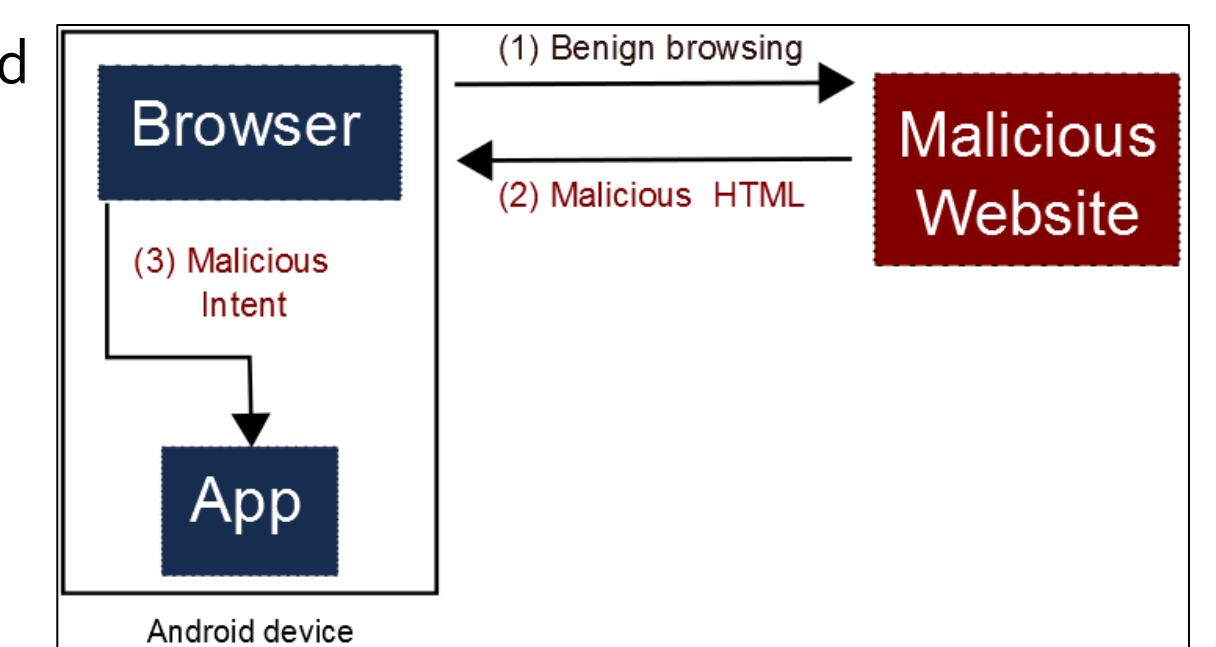 d
(1) Benign browsing
Browser
Malicious
Website
(2) Malicious HTML
(3) Malicious
Intent
App
Android device